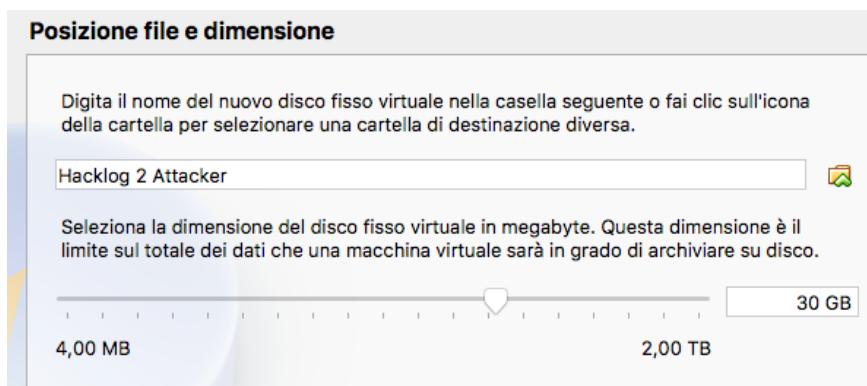 Posizione file e dimensione
Digita il nome del nuovo disco fisso virtuale nella casella seguente o fai clic sull'icona
della cartella per selezionare una cartella di destinazione diversa.
Hacklog 2 Attacker
Seleziona la dimensione del disco fisso virtuale in megabyte. Questa dimensione è il
limite sul totale dei dati che una macchina virtuale sarà in grado di archiviare su disco.
30 GB
4,00 MB
2,00 TB